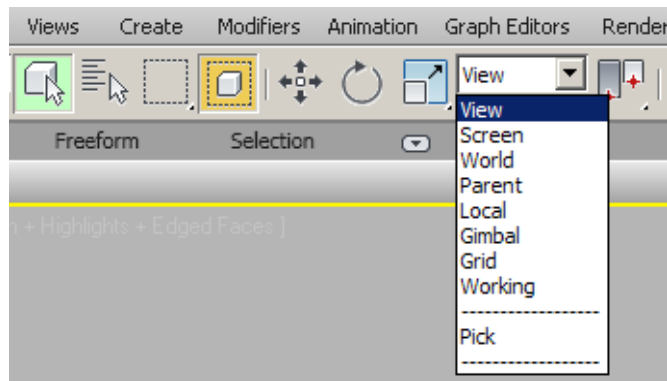 Views Create Modifiers Animation Graph Editors Render
View
View
Screen
World
Parent
Local
Gimbal
Grid
Working
--------------------
Pick
--------------------
Freeform Selection
+ Highlights + Edged Faces ]